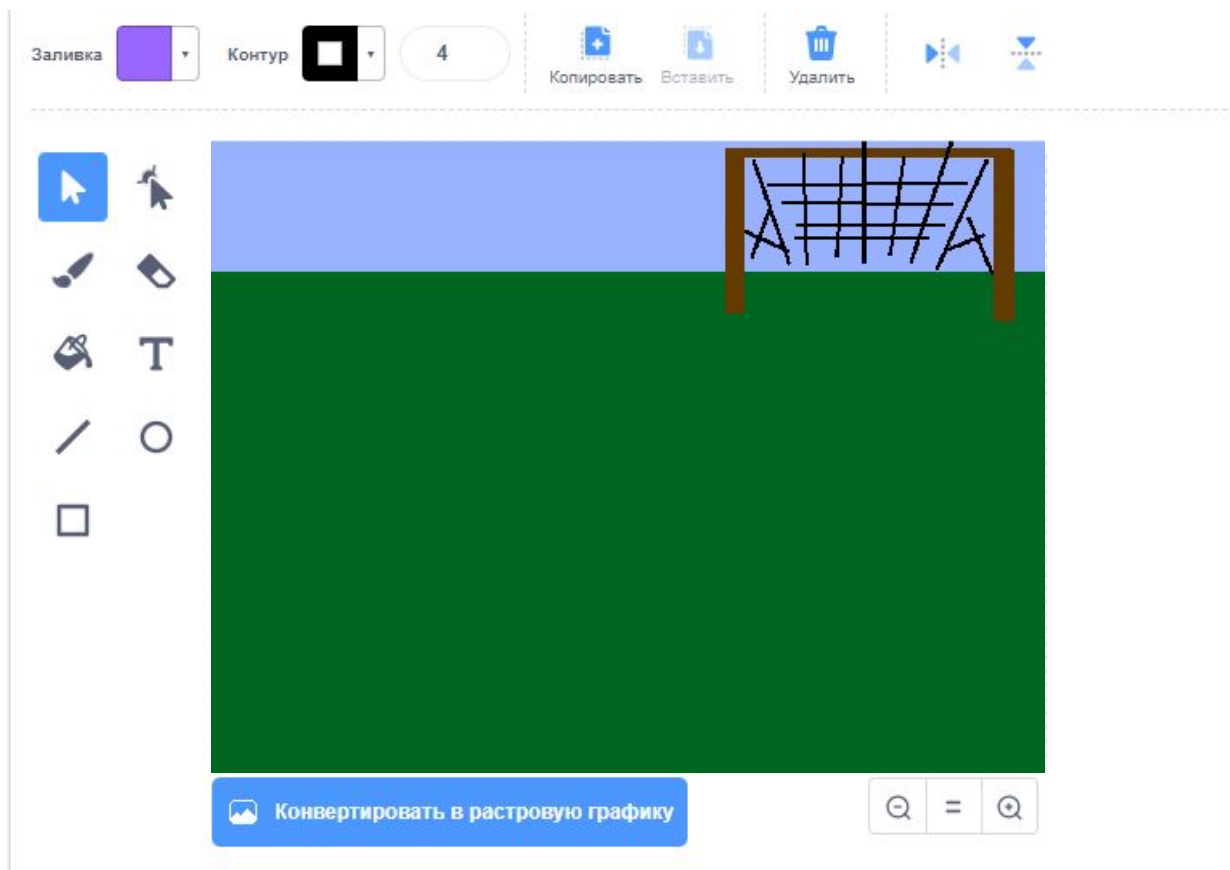 Заливка
Контур
4
Копировать
Вставить
Удалить
T
Конвертировать в растровую графику